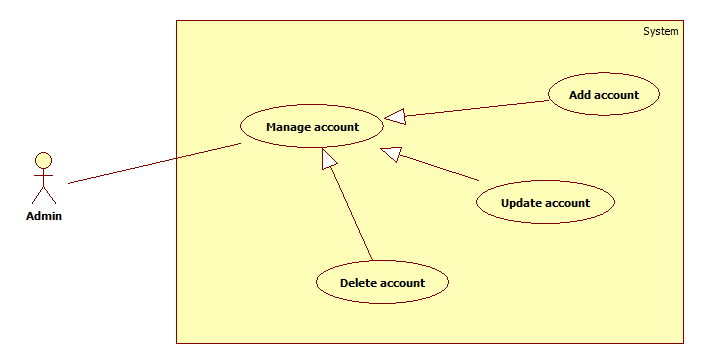 System
Add account
Manage account
Update account
Admin
Delete account